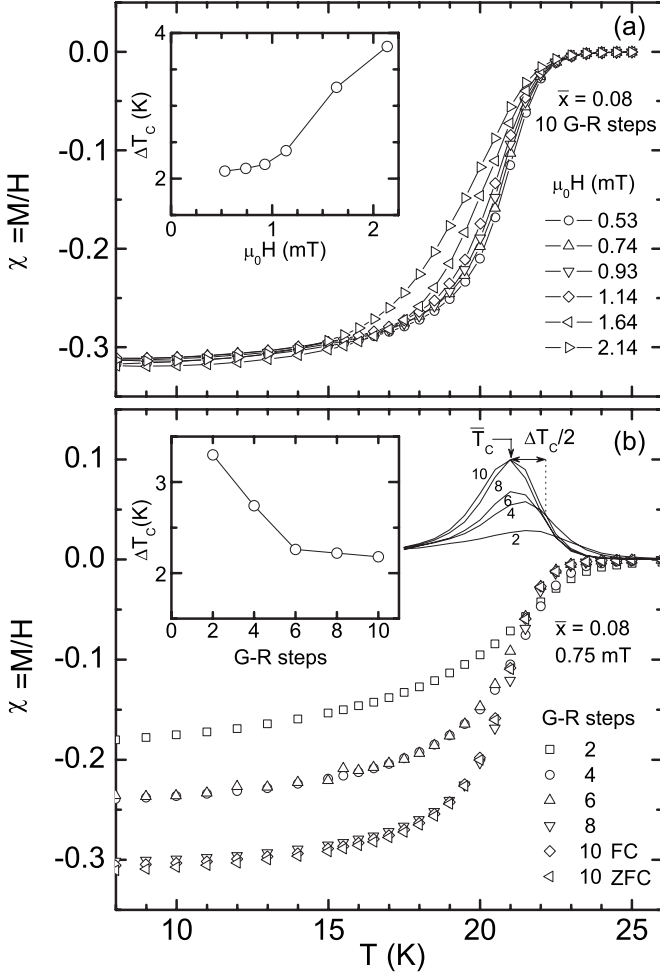 (a)
χ =M/H
0.0
-0.1
-0.2
-0.3
ΔT_C (K)
4
2
0
1
2
μ₀H (mT)
x̄ = 0.08
10 G-R steps
μ₀H (mT)
0.53
0.74
0.93
1.14
1.64
2.14
(b)
χ =M/H
0.1
0.0
-0.1
-0.2
-0.3
ΔT_C(K)
3
2
0
2
4
6
8
10
G-R steps
T̄_C
ΔT_C/2
10
8
6
4
2
x̄ = 0.08
0.75 mT
G-R steps
2
4
6
8
10 FC
10 ZFC
10
15
20
25
T (K)